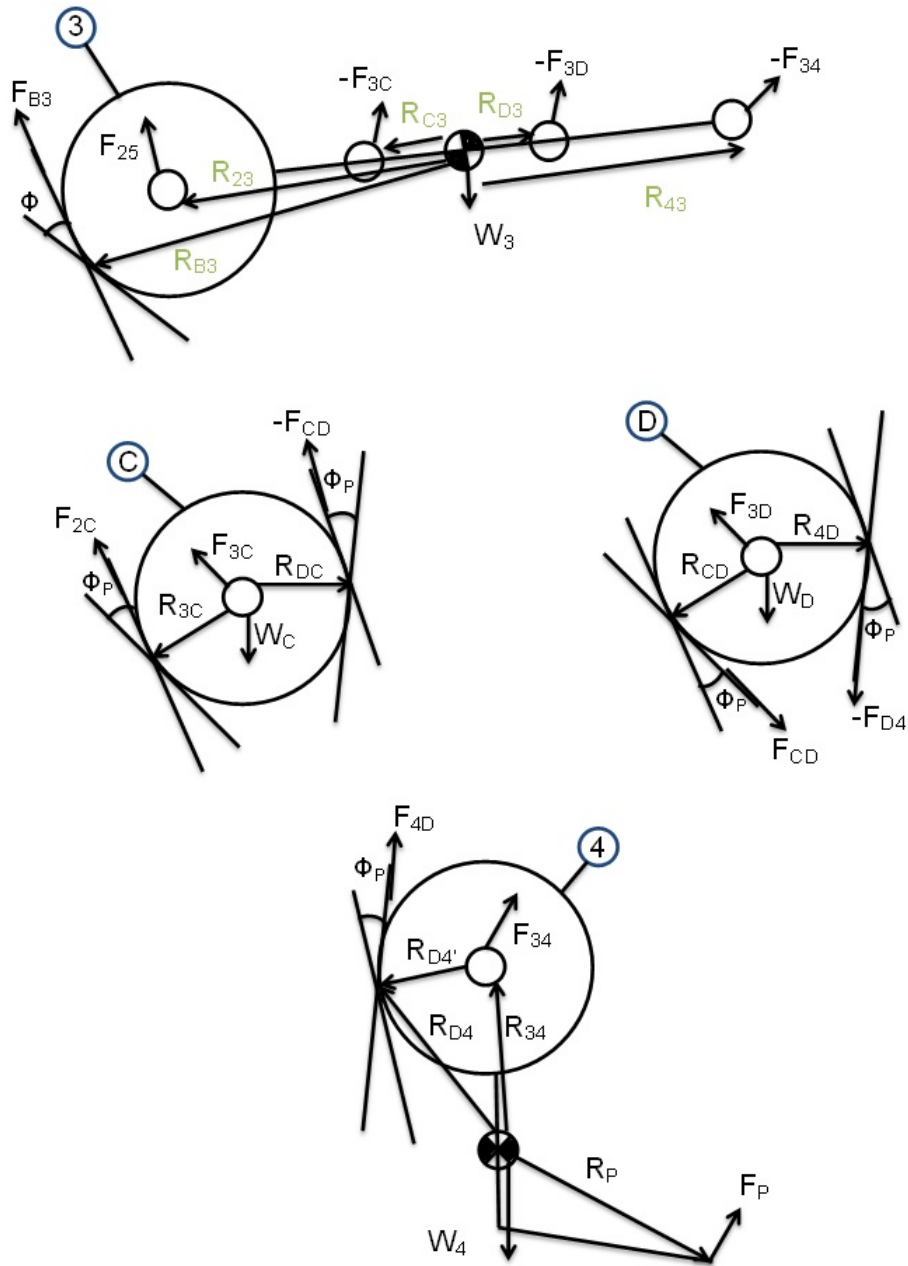 3
F_B3
F_25
Φ
-F_3C
R_C3
R_D3
-F_3D
-F_34
R_23
R_43
W_3
R_B3
C
-F_CD
Φ_P
F_2C
F_3C
R_DC
Φ_P
R_3C
W_C
D
F_3D
R_4D
R_CD
W_D
Φ_P
Φ_P
-F_D4
F_CD
F_4D
4
Φ_P
F_34
R_D4'
R_D4
R_34
R_P
F_P
W_4